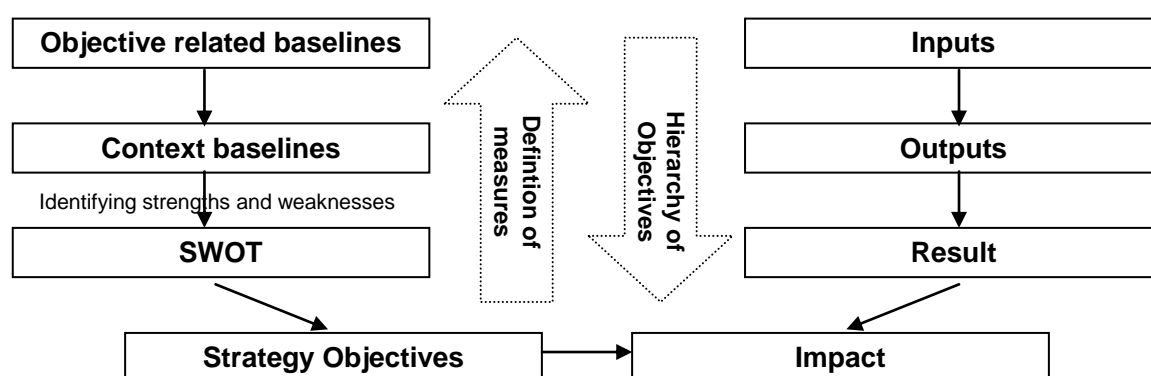 Objective related baselines
Context baselines
Identifying strengths and weaknesses
SWOT
Strategy Objectives
Defintion of
measures
Hierarchy of
Objectives
Inputs
Outputs
Result
Impact